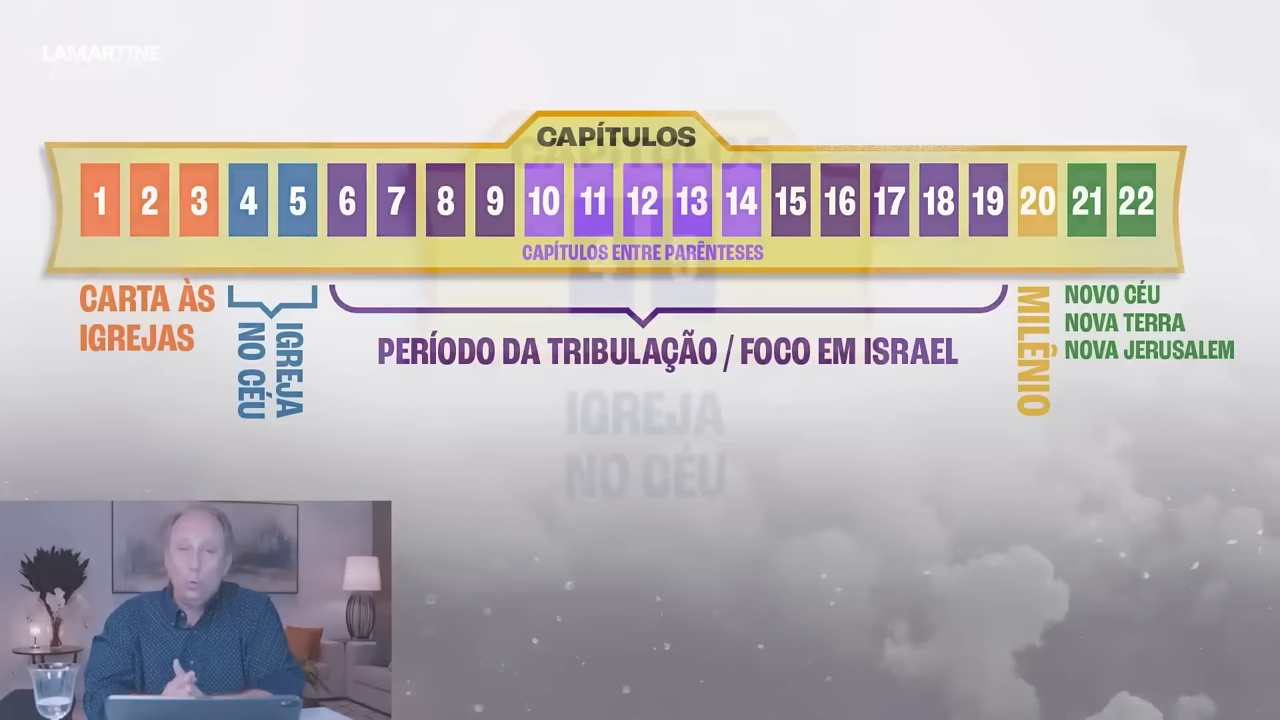 LAMARTINE
CAPÍTULOS
1 2 3 4 5 6 7 8 9 10 11 12 13 14 15 16 17 18 19 20 21 22
CAPÍTULOS ENTRE PARÊNTESES
CARTA ÀS
IGREJAS
IGREJA
NO CÉU
PERÍODO DA TRIBULAÇÃO / FOCO EM ISRAEL
MILÊNIO
NOVO CÉU
NOVA TERRA
NOVA JERUSALEM
IGREJA
NO CÉU